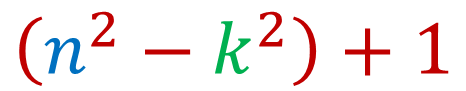 (n² − k²) + 1